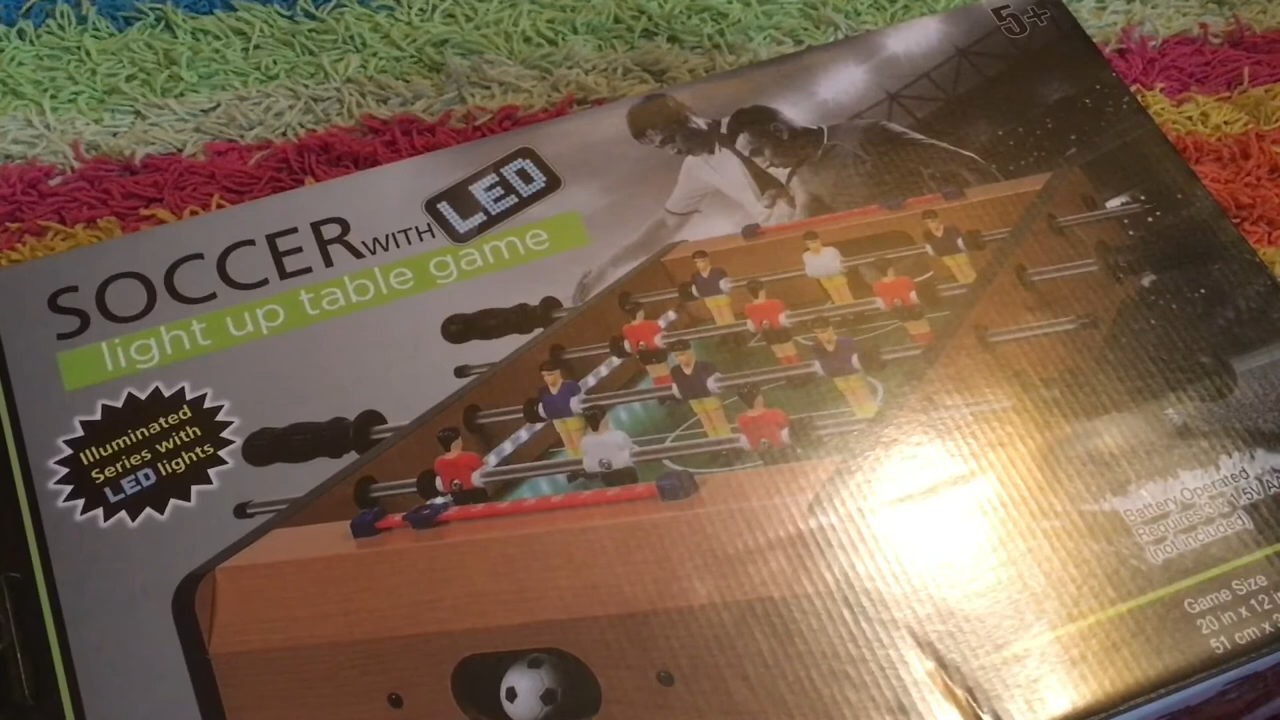 5+
SOCCER WITH LED
light up table game
Illuminated
Series with
LED lights
Battery Operated
Requires 3 x 1.5V
(not included)
Game Size
20 in x 12
51 cm x